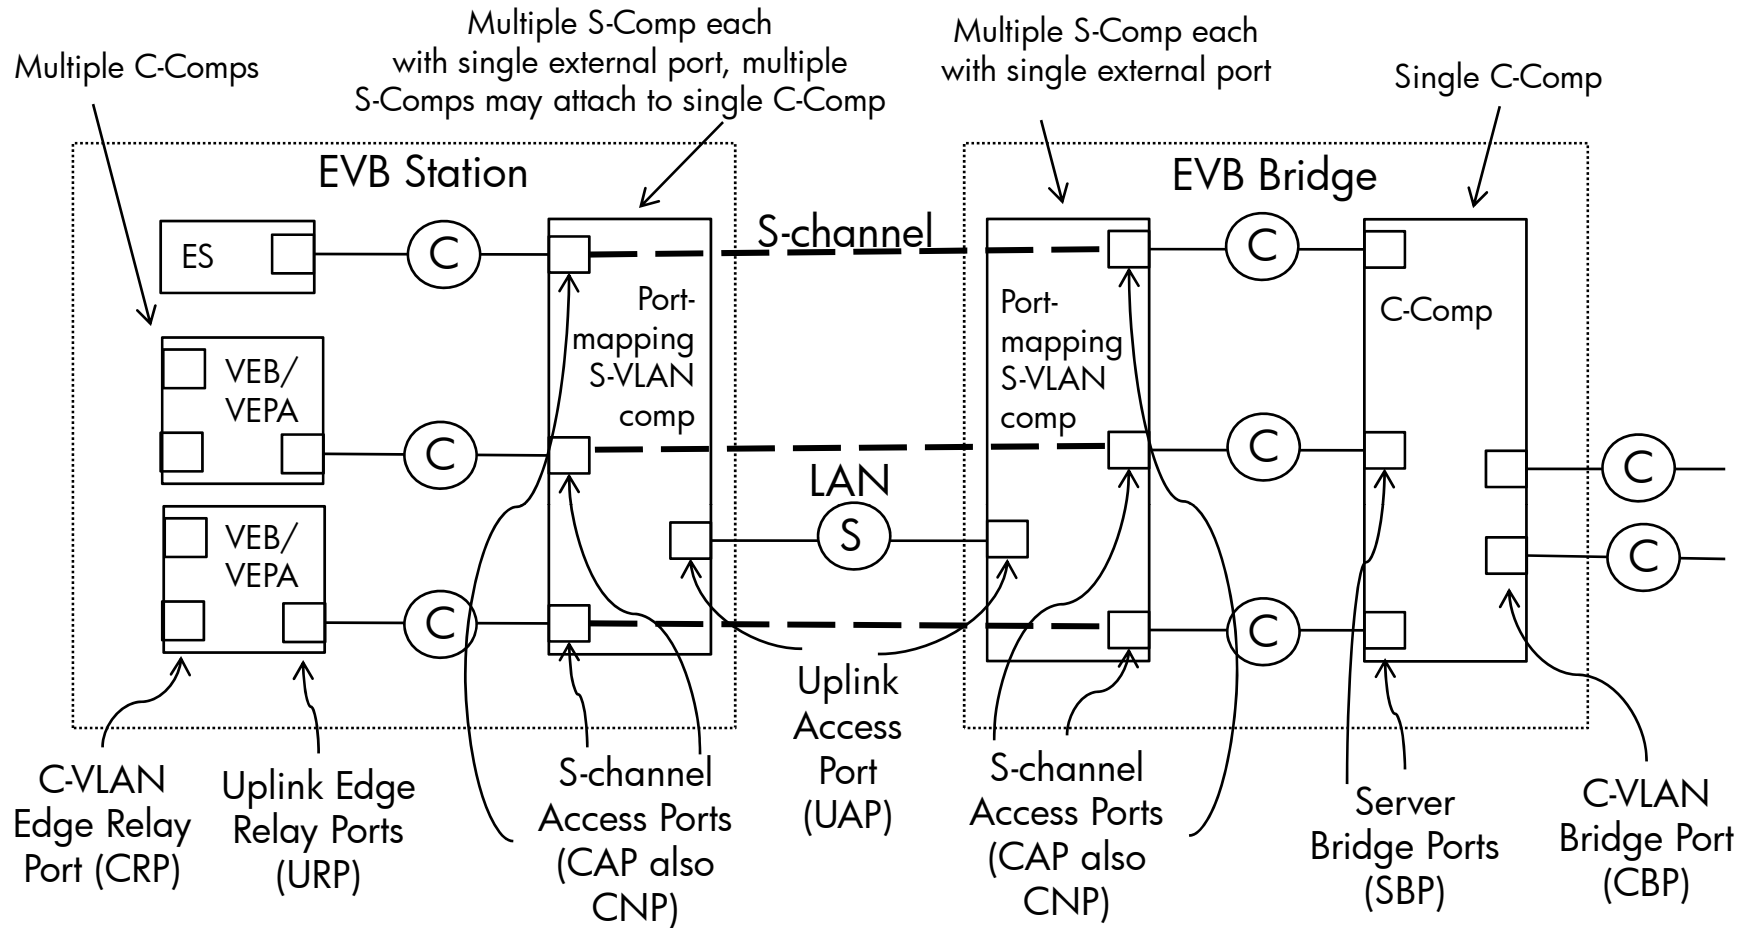 Multiple C-Comps
Multiple S-Comp each
with single external port, multiple
S-Comps may attach to single C-Comp
Multiple S-Comp each
with single external port
Single C-Comp
EVB Station
EVB Bridge
ES
C
S-channel
C
Port-
mapping
S-VLAN
comp
Port-
mapping
S-VLAN
comp
C-Comp
VEB/
VEPA
C
C
C
LAN
S
VEB/
VEPA
C
C
C
C-VLAN
Edge Relay
Port (CRP)
Uplink Edge
Relay Ports
(URP)
S-channel
Access Ports
(CAP also
CNP)
Uplink
Access
Port
(UAP)
S-channel
Access Ports
(CAP also
CNP)
Server
Bridge Ports
(SBP)
C-VLAN
Bridge Port
(CBP)